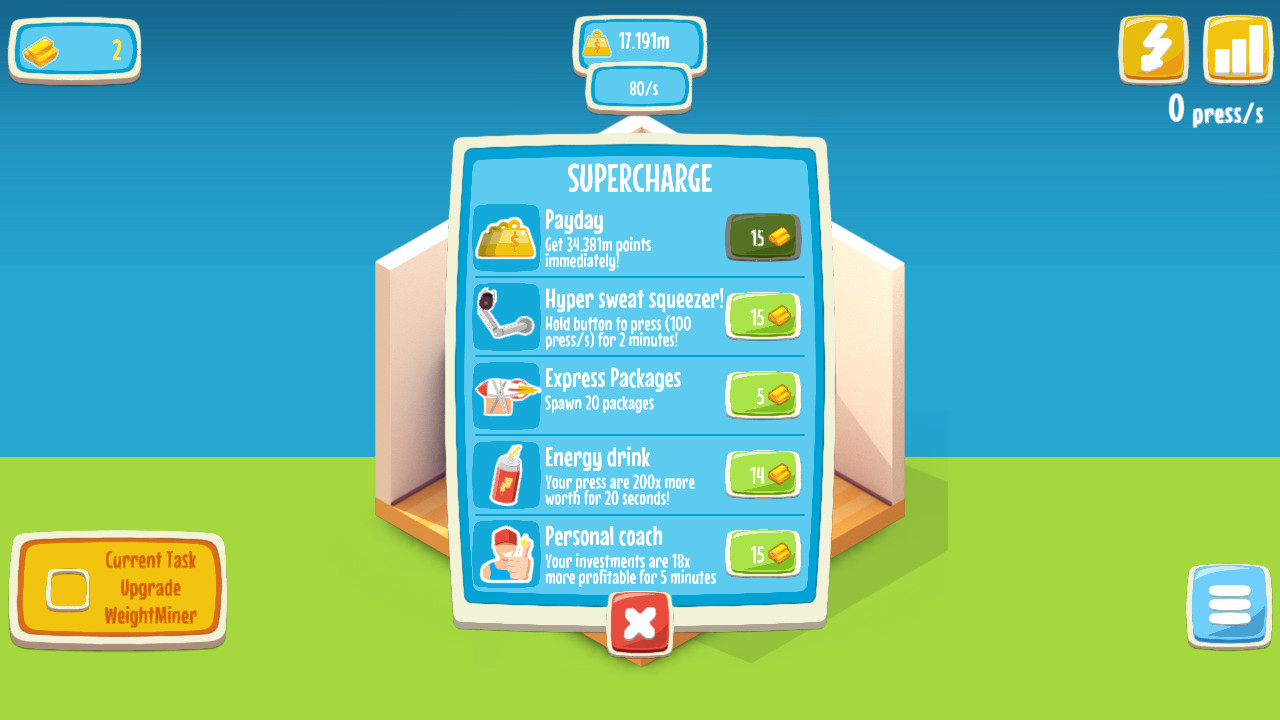 2
17.191m
80/s
0 press/s
SUPERCHARGE
Payday
Get 34.381m points
immediately!
15
Hyper sweat squeezer!
Hold button to press (100
press/s) for 2 minutes!
15
Express Packages
Spawn 20 packages
5
Energy drink
Your press are 200x more
worth for 20 seconds!
14
Personal coach
Your investments are 18x
more profitable for 5 minutes
15
Current Task
Upgrade
WeightMiner